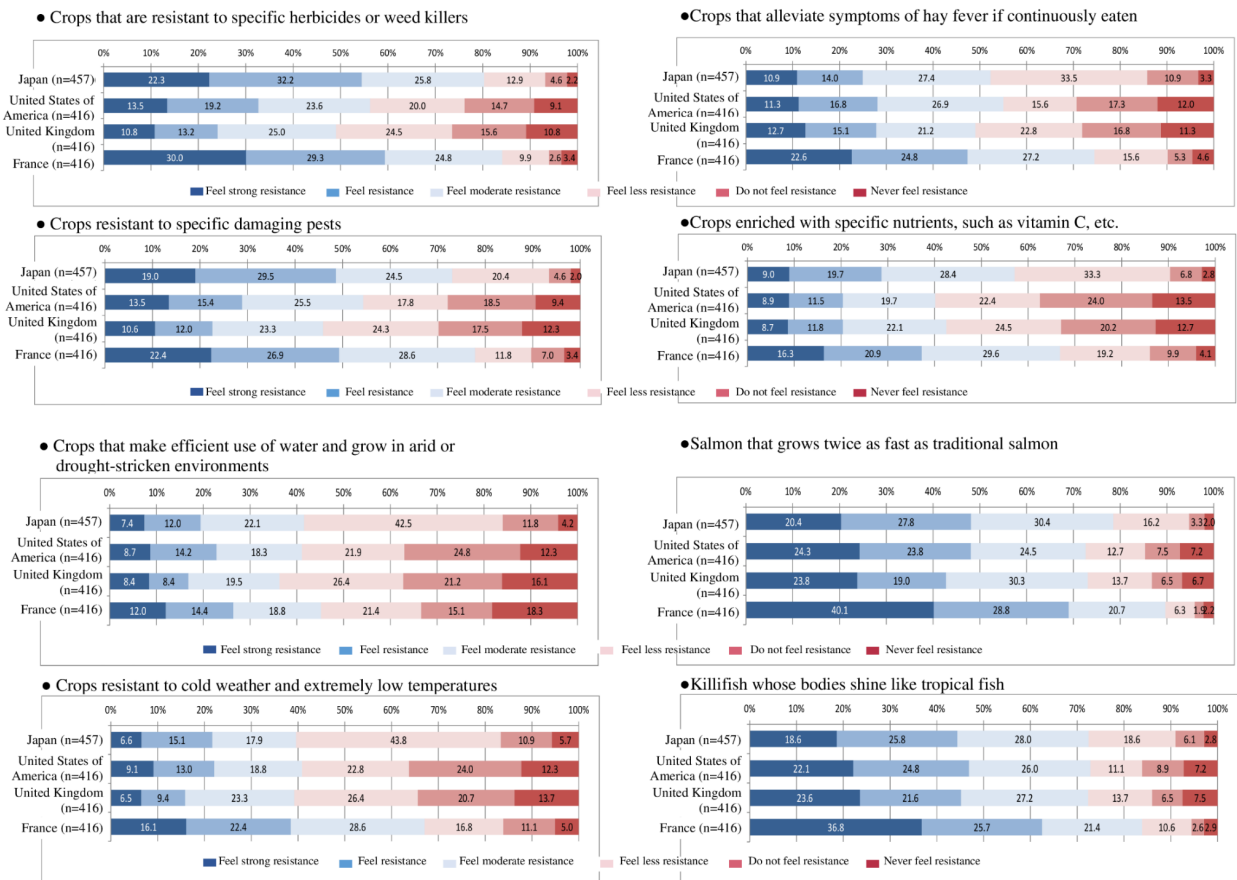 ● Crops that are resistant to specific herbicides or weed killers
0% 10% 20% 30% 40% 50% 60% 70% 80% 90% 100%
Japan (n=457) 22.3 32.2 25.8 12.9 4.6 2.2
United States of
America (n=416) 13.5 19.2 23.6 20.0 14.7 9.1
United Kingdom
(n=416) 10.8 13.2 25.0 24.5 15.6 10.8
France (n=416) 30.0 29.3 24.8 9.9 2.6 3.4
Feel strong resistance Feel resistance Feel moderate resistance Feel less resistance Do not feel resistance Never feel resistance
●Crops that alleviate symptoms of hay fever if continuously eaten
0% 10% 20% 30% 40% 50% 60% 70% 80% 90% 100%
Japan (n=457) 10.9 14.0 27.4 33.5 10.9 3.3
United States of
America (n=416) 11.3 16.8 26.9 15.6 17.3 12.0
United Kingdom
(n=416) 12.7 15.1 21.2 22.8 16.8 11.3
France (n=416) 22.6 24.8 27.2 15.6 5.3 4.6
● Crops resistant to specific damaging pests
0% 10% 20% 30% 40% 50% 60% 70% 80% 90% 100%
Japan (n=457) 19.0 29.5 24.5 20.4 4.6 2.0
United States of
America (n=416) 13.5 15.4 25.5 17.8 18.5 9.4
United Kingdom
(n=416) 10.6 12.0 23.3 24.3 17.5 12.3
France (n=416) 22.4 26.9 28.6 11.8 7.0 3.4
Feel strong resistance Feel resistance Feel moderate resistance Feel less resistance Do not feel resistance Never feel resistance
●Crops enriched with specific nutrients, such as vitamin C, etc.
0% 10% 20% 30% 40% 50% 60% 70% 80% 90% 100%
Japan (n=457) 9.0 19.7 28.4 33.3 6.8 2.8
United States of
America (n=416) 8.9 11.5 19.7 22.4 24.0 13.5
United Kingdom
(n=416) 8.7 11.8 22.1 24.5 20.2 12.7
France (n=416) 16.3 20.9 29.6 19.2 9.9 4.1
● Crops that make efficient use of water and grow in arid or
drought-stricken environments
0% 10% 20% 30% 40% 50% 60% 70% 80% 90% 100%
Japan (n=457) 7.4 12.0 22.1 42.5 11.8 4.2
United States of
America (n=416) 8.7 14.2 18.3 21.9 24.8 12.3
United Kingdom
(n=416) 8.4 8.4 19.5 26.4 21.2 16.1
France (n=416) 12.0 14.4 18.8 21.4 15.1 18.3
Feel strong resistance Feel resistance Feel moderate resistance Feel less resistance Do not feel resistance Never feel resistance
●Salmon that grows twice as fast as traditional salmon
0% 10% 20% 30% 40% 50% 60% 70% 80% 90% 100%
Japan (n=457) 20.4 27.8 30.4 16.2 3.3 2.0
United States of
America (n=416) 24.3 23.8 24.5 12.7 7.5 7.2
United Kingdom
(n=416) 23.8 19.0 30.3 13.7 6.5 6.7
France (n=416) 40.1 28.8 20.7 6.3 1.9 2.2
● Crops resistant to cold weather and extremely low temperatures
0% 10% 20% 30% 40% 50% 60% 70% 80% 90% 100%
Japan (n=457) 6.6 15.1 17.9 43.8 10.9 5.7
United States of
America (n=416) 9.1 13.0 18.8 22.8 24.0 12.3
United Kingdom
(n=416) 6.5 9.4 23.3 26.4 20.7 13.7
France (n=416) 16.1 22.4 28.6 16.8 11.1 5.0
Feel strong resistance Feel resistance Feel moderate resistance Feel less resistance Do not feel resistance Never feel resistance
●Killifish whose bodies shine like tropical fish
0% 10% 20% 30% 40% 50% 60% 70% 80% 90% 100%
Japan (n=457) 18.6 25.8 28.0 18.6 6.1 2.8
United States of
America (n=416) 22.1 24.8 26.0 11.1 8.9 7.2
United Kingdom
(n=416) 23.6 21.6 27.2 13.7 6.5 7.5
France (n=416) 36.8 25.7 21.4 10.6 2.6 2.9